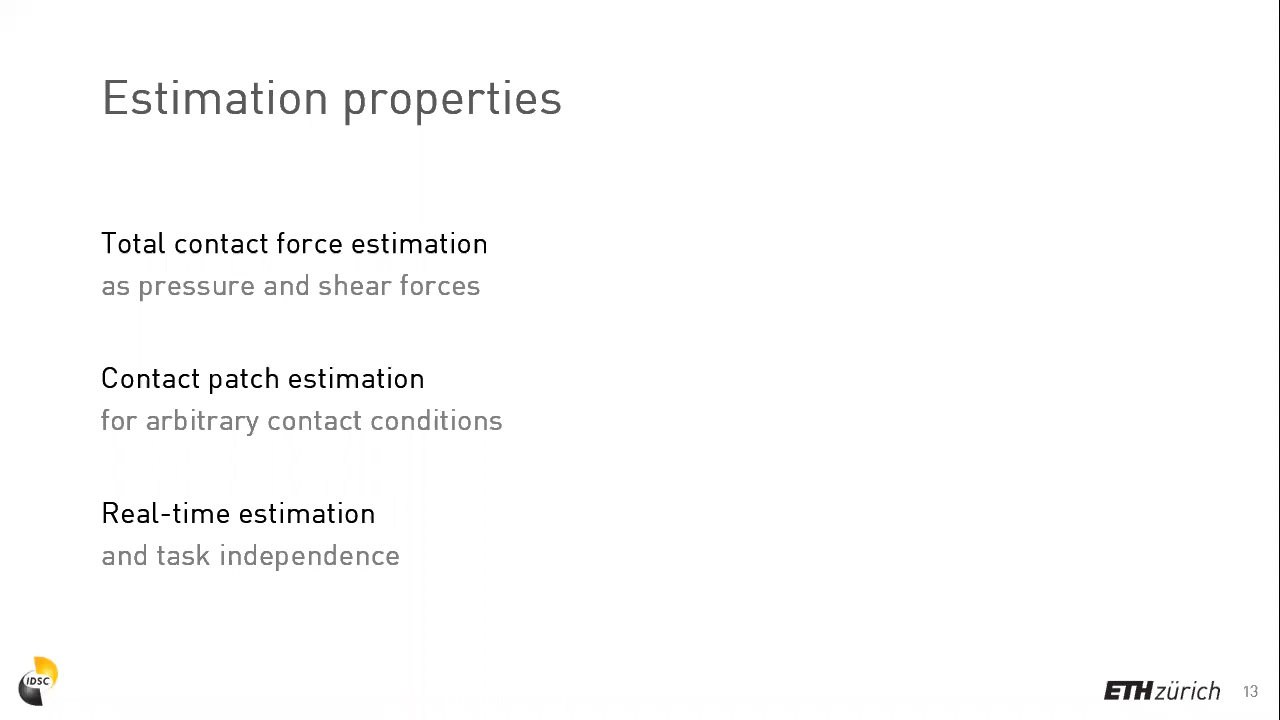 Estimation properties
Total contact force estimation
as pressure and shear forces
Contact patch estimation
for arbitrary contact conditions
Real-time estimation
and task independence
IDSC
ETH zürich
13